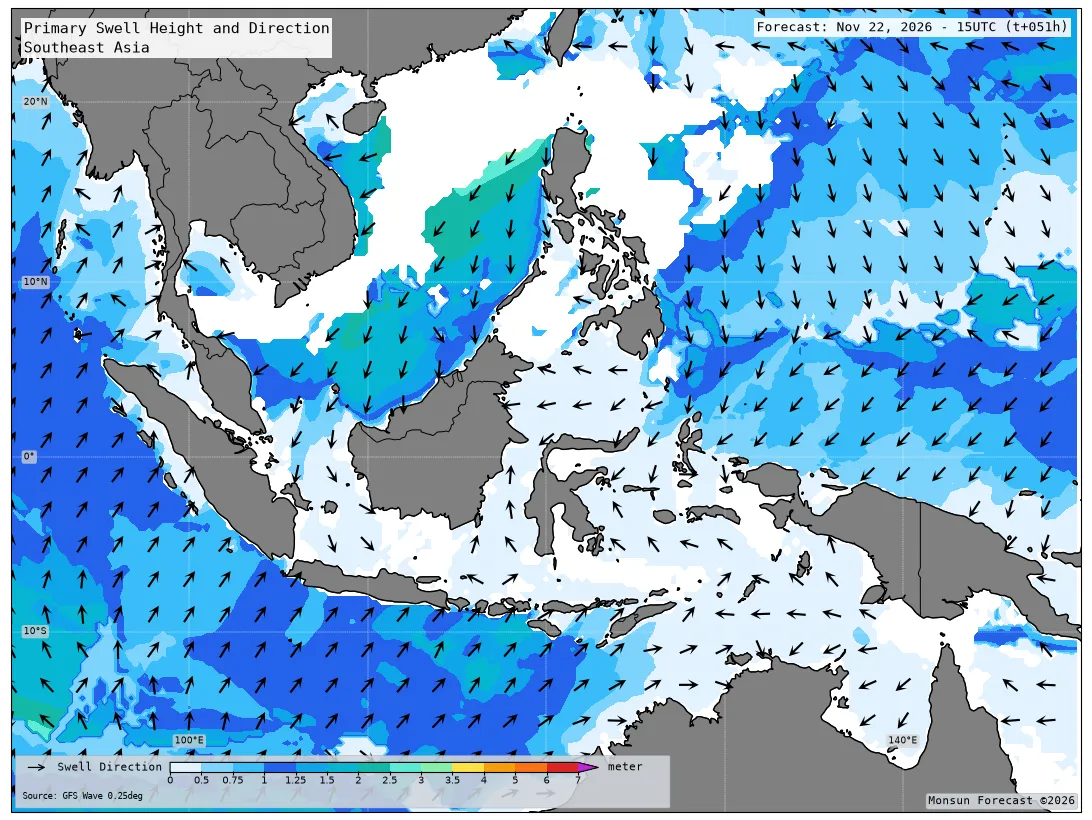 Primary Swell Height and Direction
Southeast Asia
Forecast: Nov 22, 2026 - 15UTC (t+051h)
20°N
10°N
0°
10°S
100°E
140°E
Swell Direction
0 0.5 0.75 1 1.25 1.5 2 2.5 3 3.5 4 5 6 7
meter
Source: GFS Wave 0.25deg
Monsun Forecast ©2026